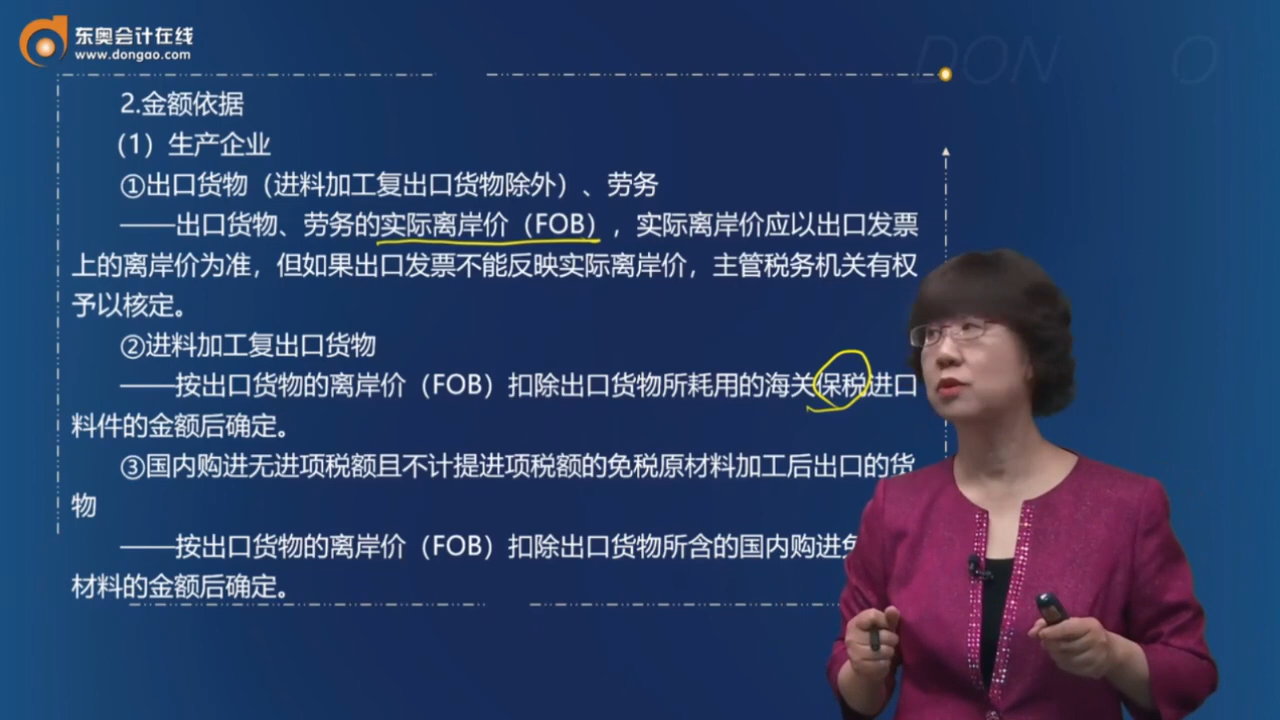 东奥会计在线
www.dongao.com
DON O
2.金额依据
（1）生产企业
①出口货物（进料加工复出口货物除外）、劳务
——出口货物、劳务的实际离岸价（FOB），实际离岸价应以出口发票
上的离岸价为准，但如果出口发票不能反映实际离岸价，主管税务机关有权
予以核定。
②进料加工复出口货物
——按出口货物的离岸价（FOB）扣除出口货物所耗用的海关保税进口
料件的金额后确定。
③国内购进无进项税额且不计提进项税额的免税原材料加工后出口的货
物
——按出口货物的离岸价（FOB）扣除出口货物所含的国内购进免
材料的金额后确定。